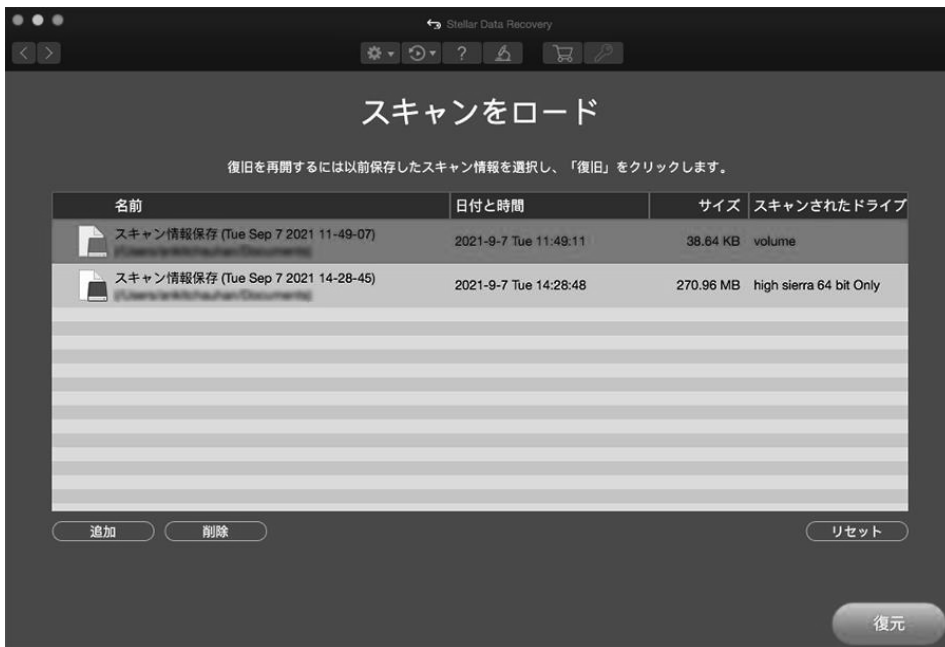 Stellar Data Recovery
?
スキャンをロード
復旧を再開するには以前保存したスキャン情報を選択し、「復旧」をクリックします。
名前 日付と時間 サイズ スキャンされたドライブ
スキャン情報保存 (Tue Sep 7 2021 11-49-07) 2021-9-7 Tue 11:49:11 38.64 KB volume
スキャン情報保存 (Tue Sep 7 2021 14-28-45) 2021-9-7 Tue 14:28:48 270.96 MB high sierra 64 bit Only
追加 削除 リセット
復元